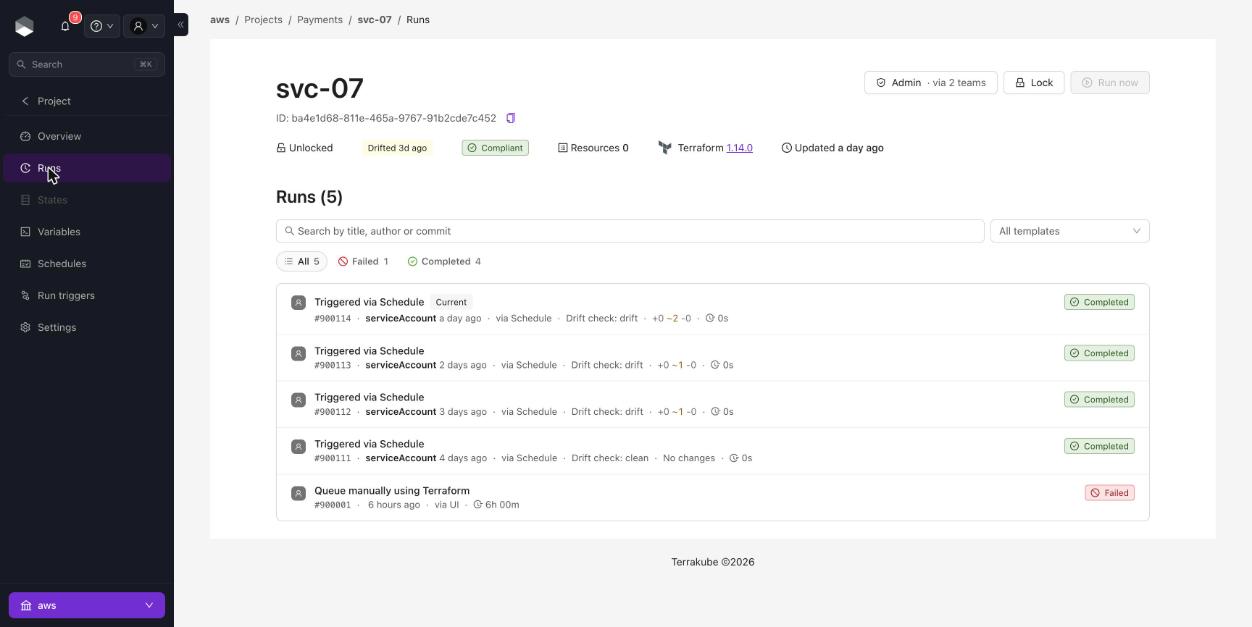 9
Search
⌘K
Project
Overview
Runs
States
Variables
Schedules
Run triggers
Settings
aws
aws / Projects / Payments / svc-07 / Runs
svc-07
Admin · via 2 teams
Lock
Run now
ID: ba4e1d68-811e-465a-9767-91b2cde7c452
Unlocked
Drifted 3d ago
Compliant
Resources 0
Terraform 1.14.0
Updated a day ago
Runs (5)
Search by title, author or commit
All templates
All 5
Failed 1
Completed 4
Triggered via Schedule Current
Completed
#900114 · serviceAccount a day ago · via Schedule · Drift check: drift · +0 ~2 -0 · 0s
Triggered via Schedule
Completed
#900113 · serviceAccount 2 days ago · via Schedule · Drift check: drift · +0 ~1 -0 · 0s
Triggered via Schedule
Completed
#900112 · serviceAccount 3 days ago · via Schedule · Drift check: drift · +0 ~1 -0 · 0s
Triggered via Schedule
Completed
#900111 · serviceAccount 4 days ago · via Schedule · Drift check: clean · No changes · 0s
Queue manually using Terraform
Failed
#900001 · 6 hours ago · via UI · 6h 00m
Terrakube ©2026